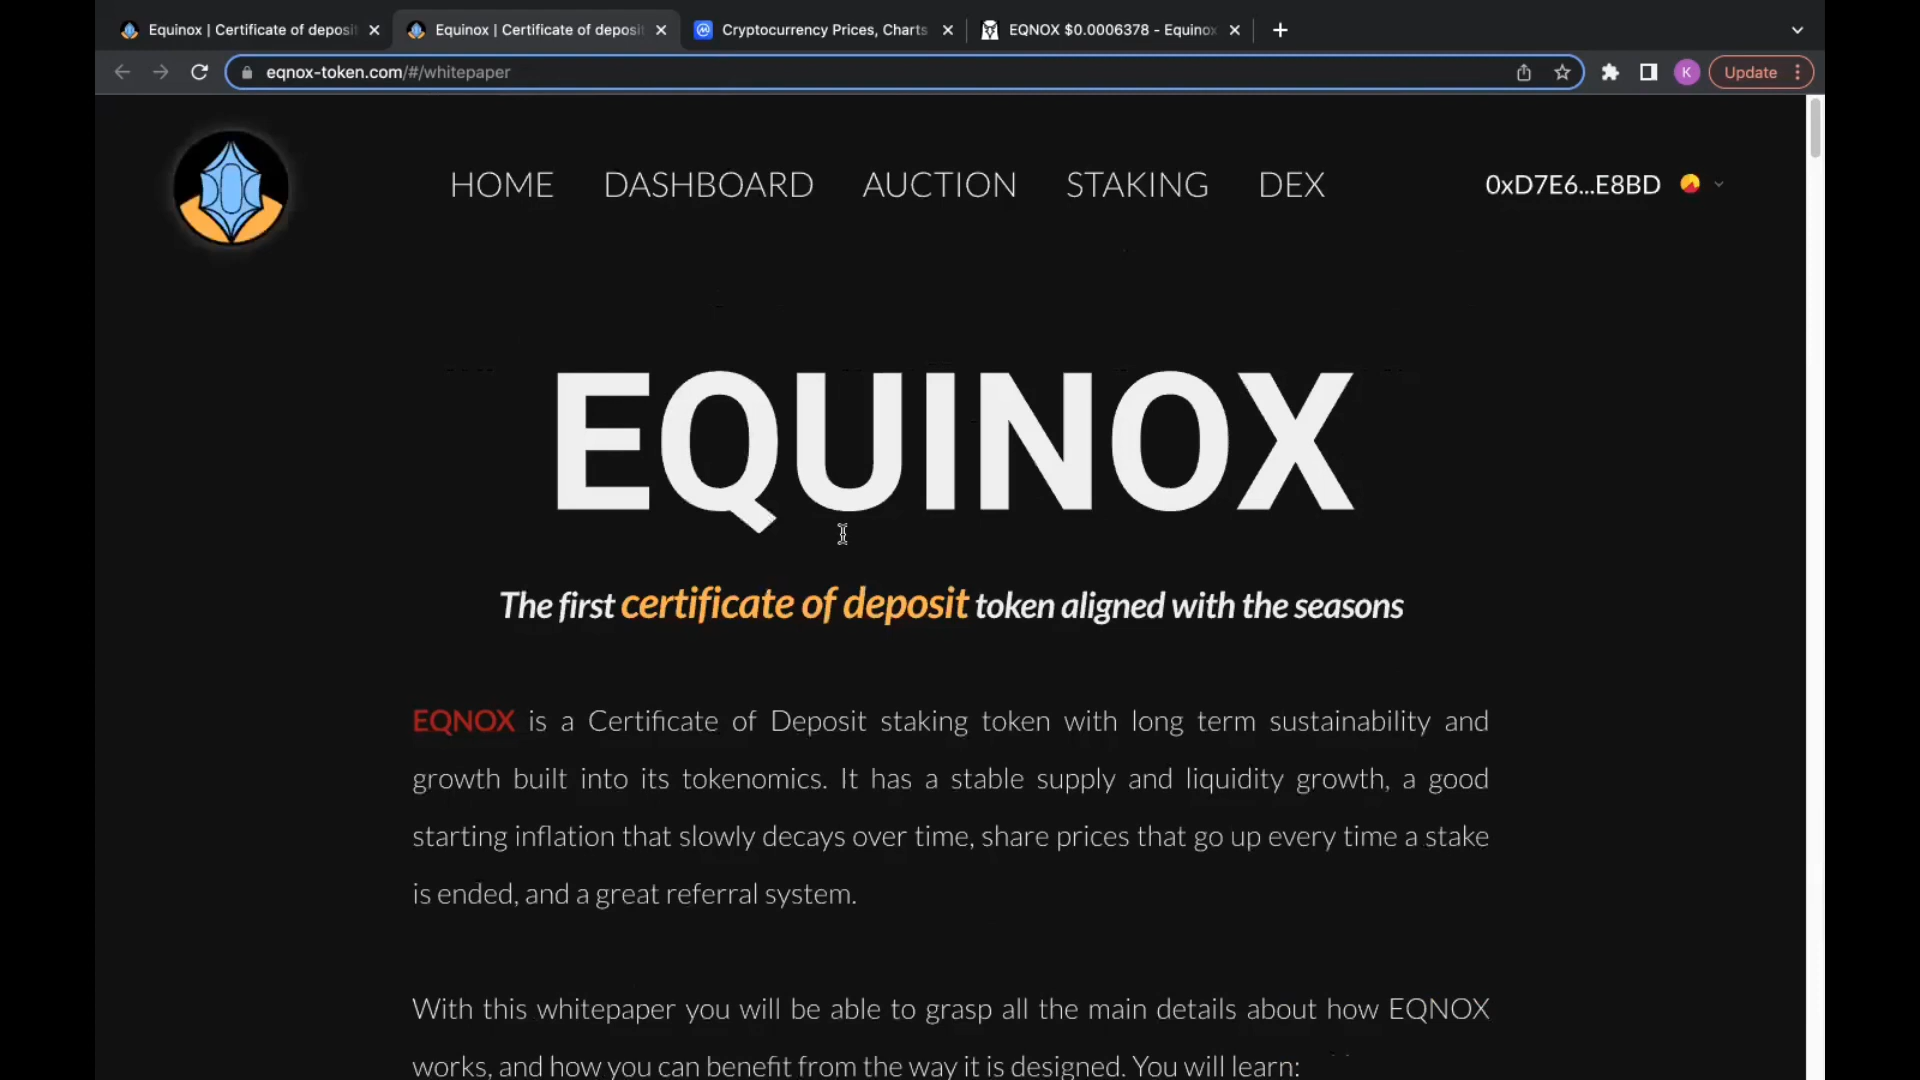 Equinox | Certificate of deposi
Equinox | Certificate of deposi
Cryptocurrency Prices, Charts
EQNOX $0.0006378 - Equinox
eqnox-token.com/#/whitepaper
K
Update
HOME
DASHBOARD
AUCTION
STAKING
DEX
0xD7E6...E8BD
EQUINOX
The first certificate of deposit token aligned with the seasons
EQNOX is a Certificate of Deposit staking token with long term sustainability and
growth built into its tokenomics. It has a stable supply and liquidity growth, a good
starting inflation that slowly decays over time, share prices that go up every time a stake
is ended, and a great referral system.
With this whitepaper you will be able to grasp all the main details about how EQNOX
works, and how you can benefit from the way it is designed. You will learn: